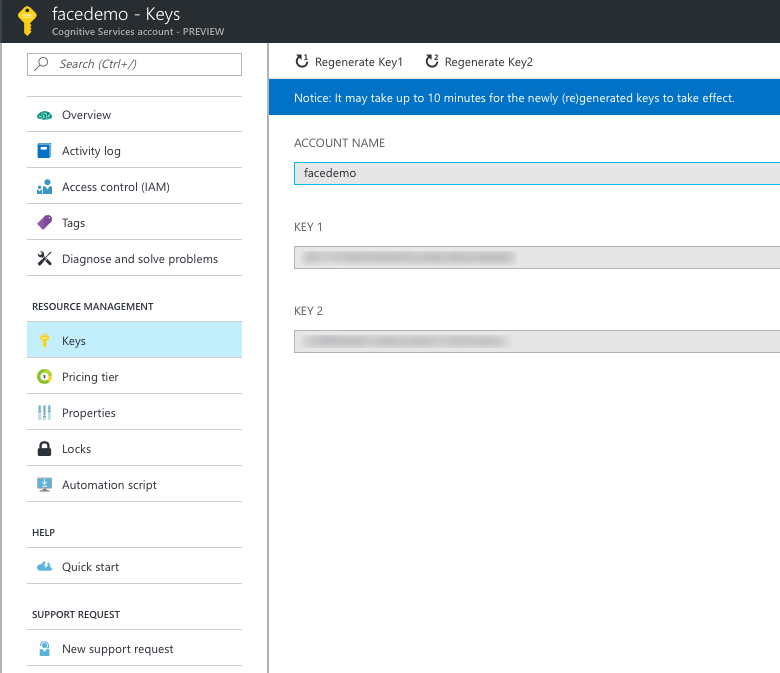 facedemo - Keys
Cognitive Services account - PREVIEW
Search (Ctrl+/)
Overview
Activity log
Access control (IAM)
Tags
Diagnose and solve problems
RESOURCE MANAGEMENT
Keys
Pricing tier
Properties
Locks
Automation script
HELP
Quick start
SUPPORT REQUEST
New support request
1 Regenerate Key1 2 Regenerate Key2
Notice: It may take up to 10 minutes for the newly (re)generated keys to take effect.
ACCOUNT NAME
facedemo
KEY 1
KEY 2